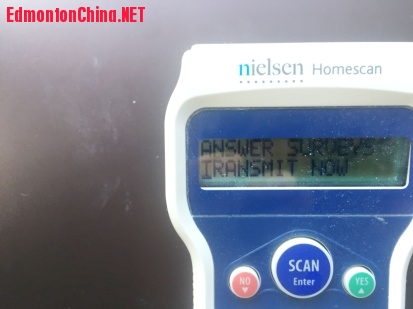 EdmontonChina.NET
nielsen Homescan
ANSWER SURVEYS
TRANSMIT NOW
NO
SCAN
Enter
YES